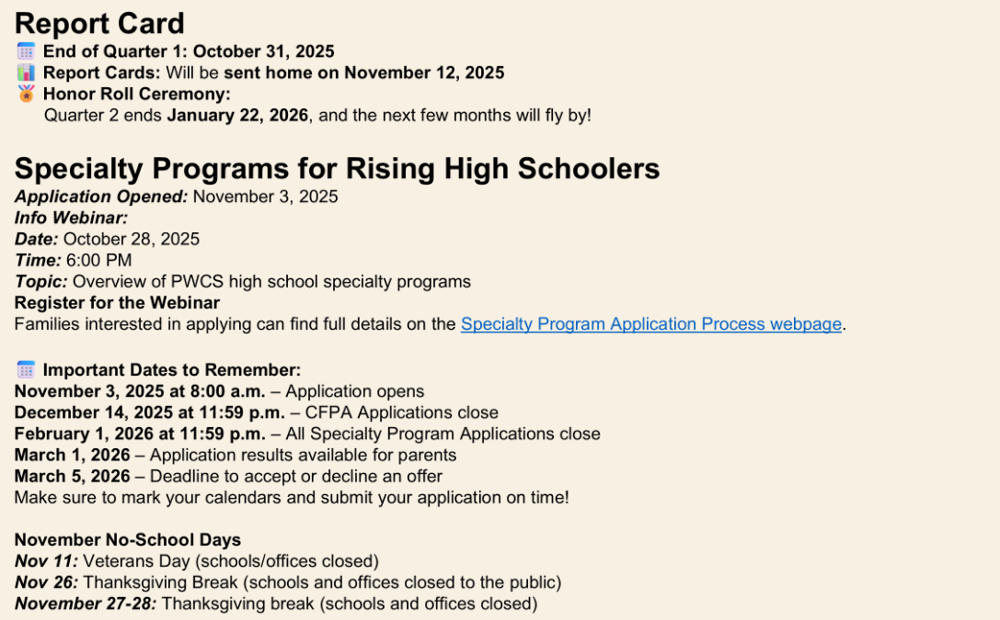 Report Card
End of Quarter 1: October 31, 2025
Report Cards: Will be sent home on November 12, 2025
Honor Roll Ceremony:
Quarter 2 ends January 22, 2026, and the next few months will fly by!
Specialty Programs for Rising High Schoolers
Application Opened: November 3, 2025
Info Webinar:
Date: October 28, 2025
Time: 6:00 PM
Topic: Overview of PWCS high school specialty programs
Register for the Webinar
Families interested in applying can find full details on the Specialty Program Application Process webpage.
Important Dates to Remember:
November 3, 2025 at 8:00 a.m. – Application opens
December 14, 2025 at 11:59 p.m. – CFPA Applications close
February 1, 2026 at 11:59 p.m. – All Specialty Program Applications close
March 1, 2026 – Application results available for parents
March 5, 2026 – Deadline to accept or decline an offer
Make sure to mark your calendars and submit your application on time!
November No-School Days
Nov 11: Veterans Day (schools/offices closed)
Nov 26: Thanksgiving Break (schools and offices closed to the public)
November 27-28: Thanksgiving break (schools and offices closed)